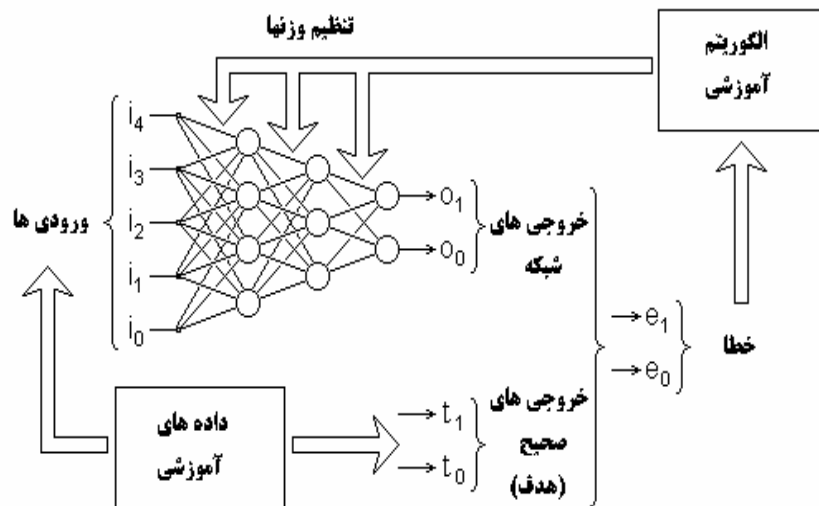 تنظیم وزنها
الکوریتم
آموزشی
i4
i3
i2
i1
i0
ورودی ها
o1
o0
خروجی های
شبکه
e1
e0
خطا
t1
t0
خروجی های
صحیح
(هدف)
داده های
آموزشی